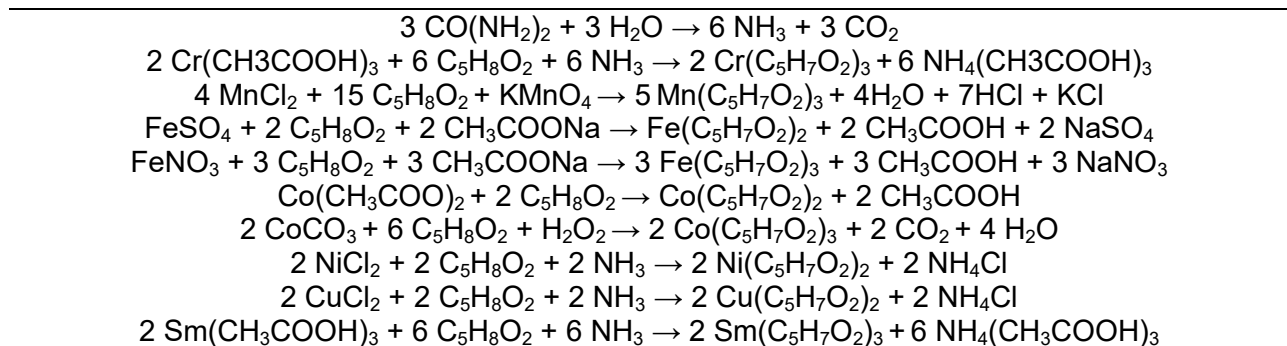 3 CO(NH₂)₂ + 3 H₂O → 6 NH₃ + 3 CO₂
2 Cr(CH3COOH)₃ + 6 C₅H₈O₂ + 6 NH₃ → 2 Cr(C₅H₇O₂)₃ + 6 NH₄(CH3COOH)₃
4 MnCl₂ + 15 C₅H₈O₂ + KMnO₄ → 5 Mn(C₅H₇O₂)₃ + 4H₂O + 7HCl + KCl
FeSO₄ + 2 C₅H₈O₂ + 2 CH₃COONa → Fe(C₅H₇O₂)₂ + 2 CH₃COOH + 2 NaSO₄
FeNO₃ + 3 C₅H₈O₂ + 3 CH₃COONa → 3 Fe(C₅H₇O₂)₃ + 3 CH₃COOH + 3 NaNO₃
Co(CH₃COO)₂ + 2 C₅H₈O₂ → Co(C₅H₇O₂)₂ + 2 CH₃COOH
2 CoCO₃ + 6 C₅H₈O₂ + H₂O₂ → 2 Co(C₅H₇O₂)₃ + 2 CO₂ + 4 H₂O
2 NiCl₂ + 2 C₅H₈O₂ + 2 NH₃ → 2 Ni(C₅H₇O₂)₂ + 2 NH₄Cl
2 CuCl₂ + 2 C₅H₈O₂ + 2 NH₃ → 2 Cu(C₅H₇O₂)₂ + 2 NH₄Cl
2 Sm(CH₃COOH)₃ + 6 C₅H₈O₂ + 6 NH₃ → 2 Sm(C₅H₇O₂)₃ + 6 NH₄(CH₃COOH)₃